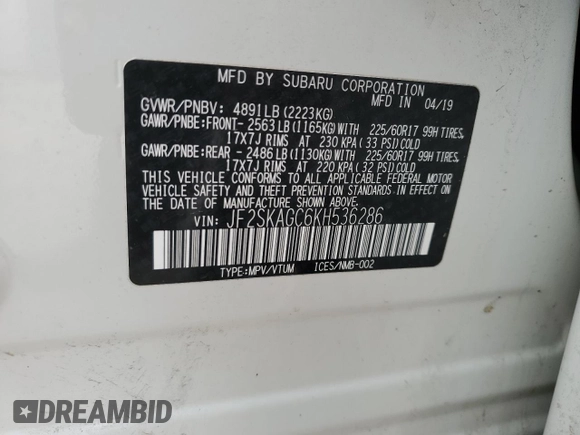 MFD BY SUBARU CORPORATION
MFD IN 04/19
GVWR/PNBV: 4891LB (2223KG)
GAWR/PNBE:FRONT- 2563 LB (1165KG) WITH 225/60R17 99H TIRES,
17X7J RIMS AT 230 KPA ( 33 PSI) COLD
GAWR/PNBE:REAR - 2486 LB (1130KG) WITH 225/60R17 99H TIRES,
17X7J RIMS AT 220 KPA ( 32 PSI) COLD
THIS VEHICLE CONFORMS TO ALL APPLICABLE FEDERAL MOTOR
VEHICLE SAFETY AND THEFT PREVENTION STANDARDS IN EFFECT ON
THE DATE OF MANUFACTURE SHOWN ABOVE.
VIN: JF2SKAGC6KH536286
TYPE:MPV/VTUM ICES/NMB-002
DREAMBID